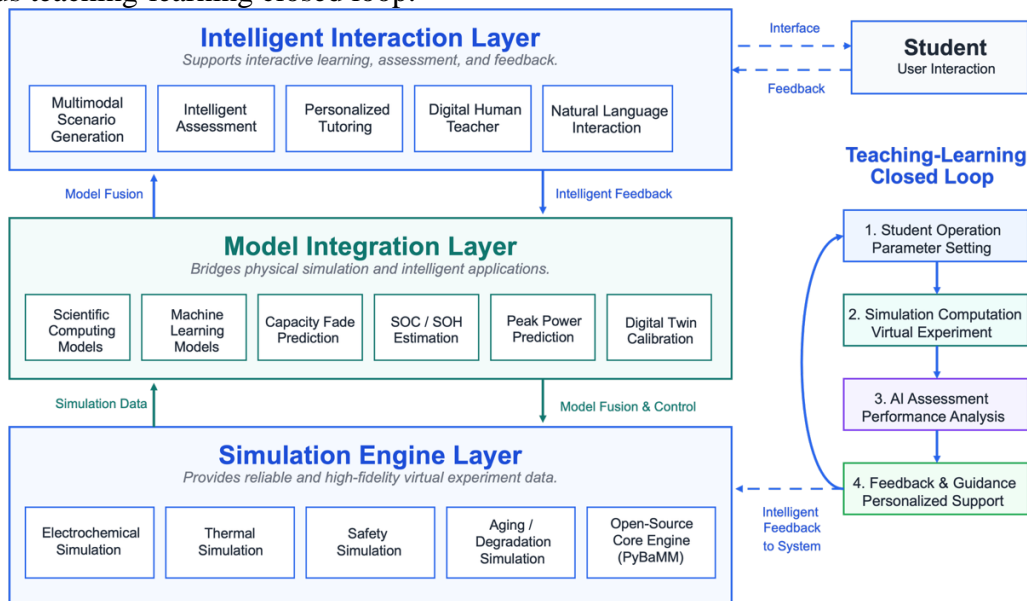 teaching-learning closed loop.
Intelligent Interaction Layer
Supports interactive learning, assessment, and feedback.
Multimodal
Scenario
Generation
Intelligent
Assessment
Personalized
Tutoring
Digital Human
Teacher
Natural Language
Interaction
Interface
Feedback
Student
User Interaction
Model Fusion
Intelligent Feedback
Model Integration Layer
Bridges physical simulation and intelligent applications.
Scientific
Computing
Models
Machine
Learning
Models
Capacity Fade
Prediction
SOC / SOH
Estimation
Peak Power
Prediction
Digital Twin
Calibration
Simulation Data
Model Fusion & Control
Simulation Engine Layer
Provides reliable and high-fidelity virtual experiment data.
Electrochemical
Simulation
Thermal
Simulation
Safety
Simulation
Aging /
Degradation
Simulation
Open-Source
Core Engine
(PyBaMM)
Teaching-Learning
Closed Loop
1. Student Operation
Parameter Setting
2. Simulation Computation
Virtual Experiment
3. AI Assessment
Performance Analysis
4. Feedback & Guidance
Personalized Support
Intelligent
Feedback
to System